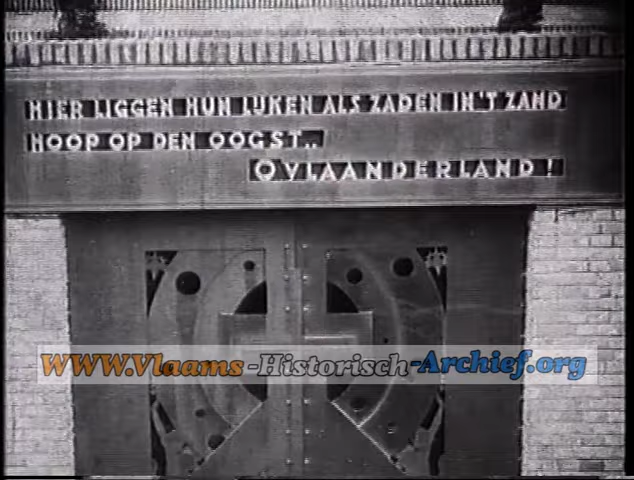 HIER LIGGEN HUN LIJKEN ALS ZADEN IN'T ZAND
HOOP OP DEN OOGST..
O VLAANDERLAND!
WWW.Vlaams-Historisch-Archief.org